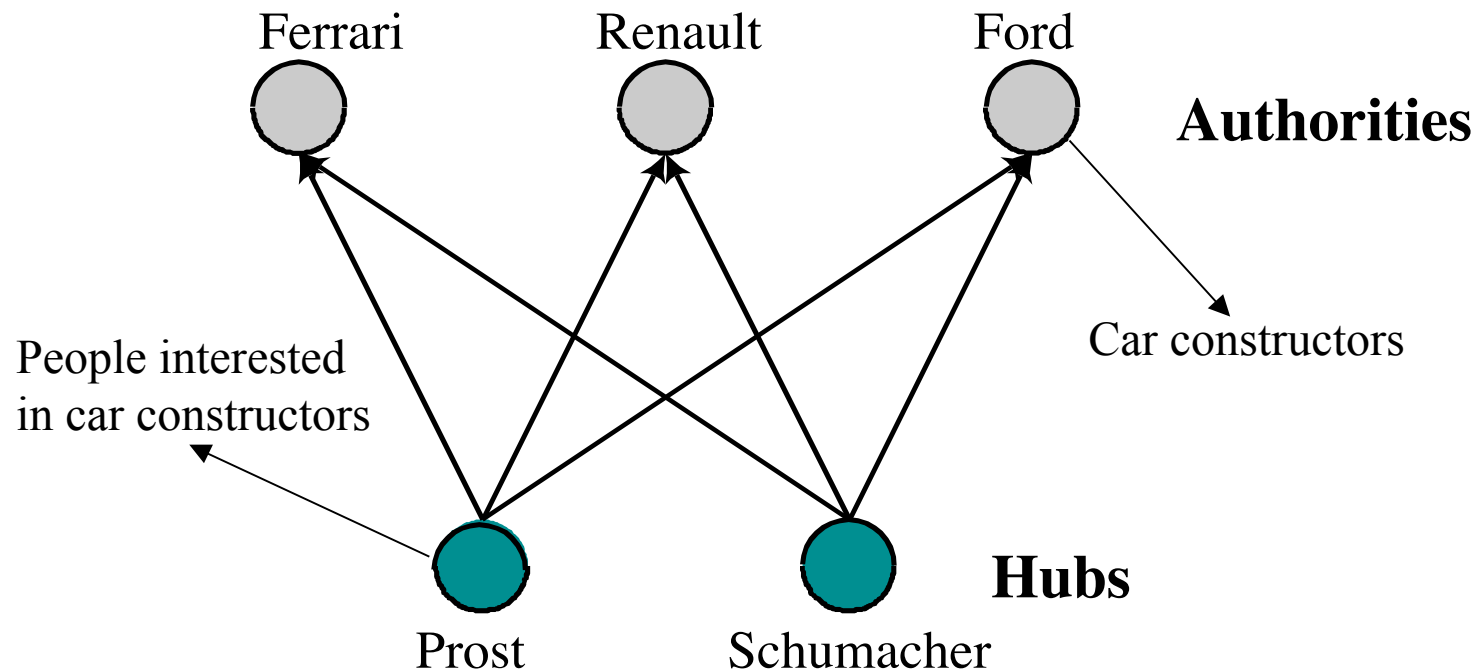 Ferrari
Renault
Ford
Authorities
Car constructors
People interested
in car constructors
Hubs
Prost
Schumacher